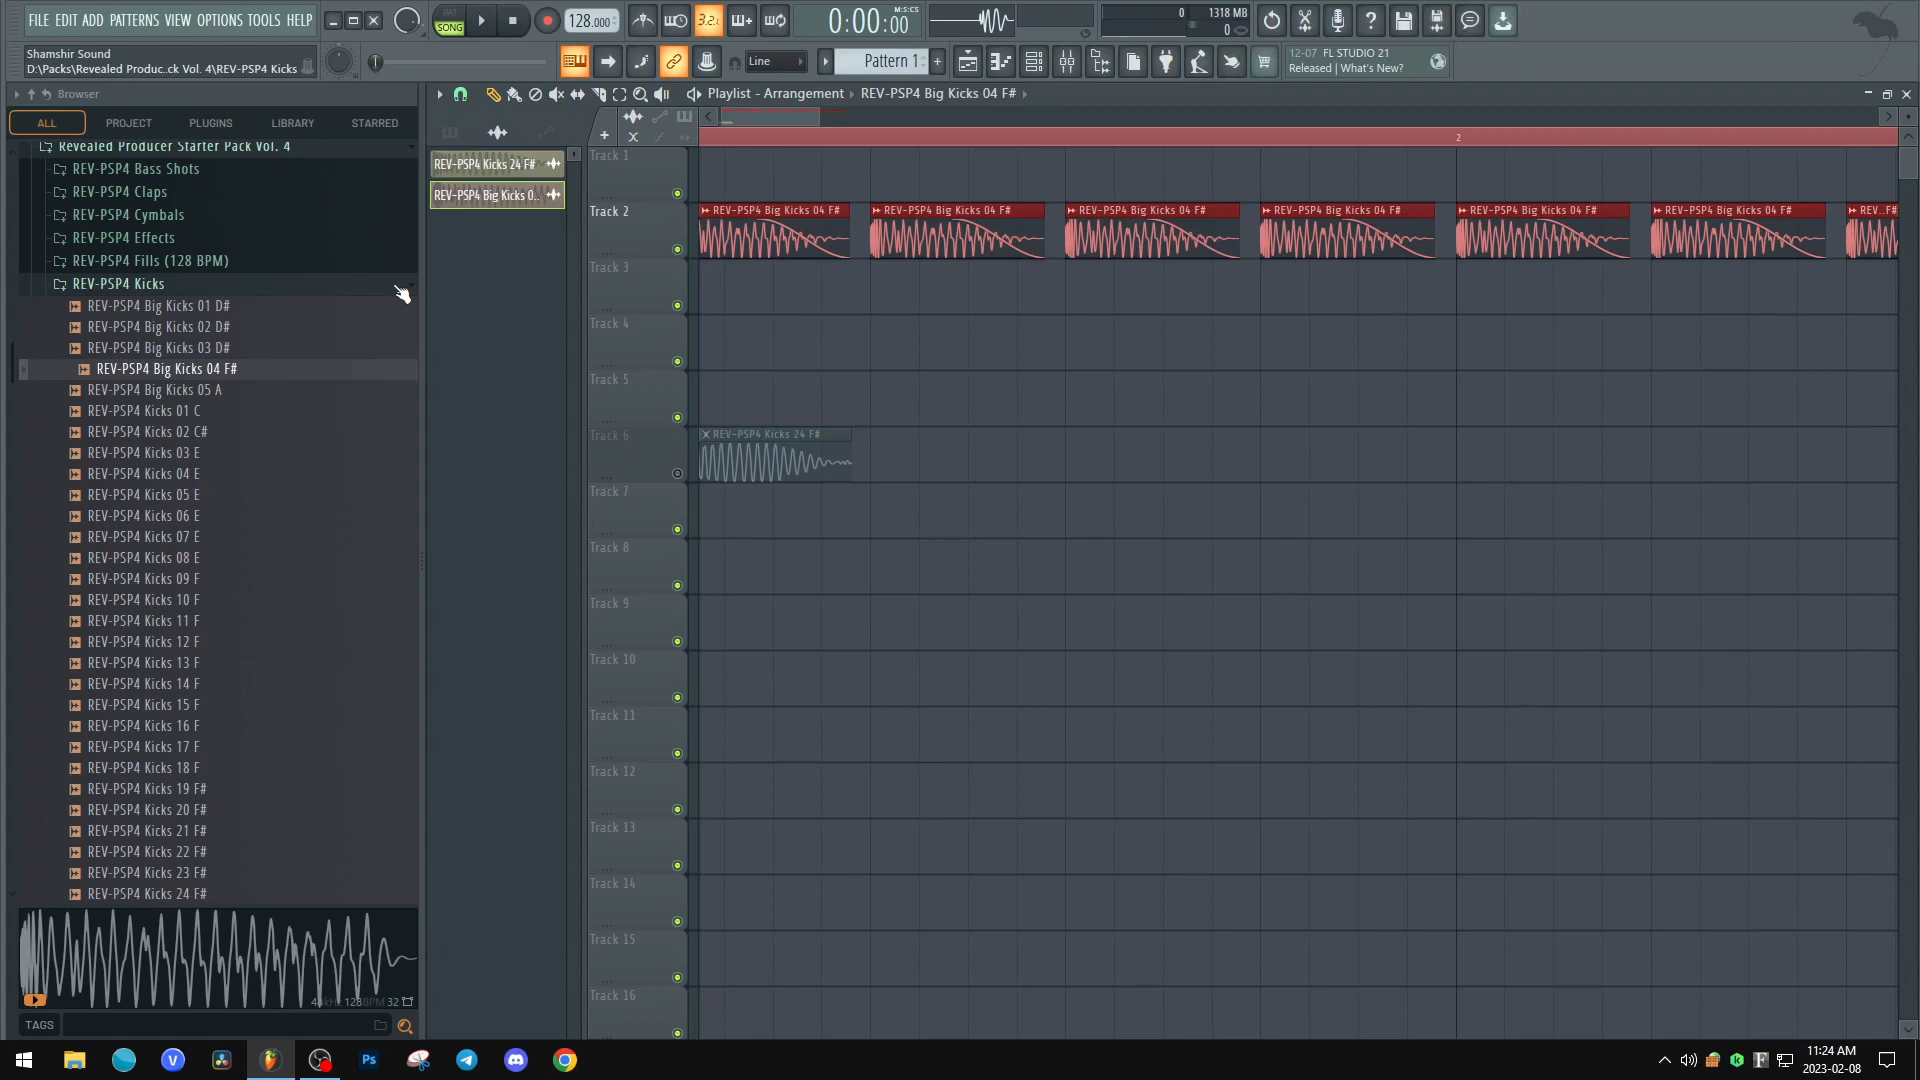 FILE EDIT ADD PATTERNS VIEW OPTIONS TOOLS HELP
PAT
SONG
128.000
3.2.
0:00:00
M:S:CS
0
1318 MB
0
Shamshir Sound
D:\Packs\Revealed Produc..ck Vol. 4\REV-PSP4 Kicks
Line
Pattern 1
+
12-07 FL STUDIO 21
Released | What's New?
Browser
Playlist - Arrangement
REV-PSP4 Big Kicks 04 F#
ALL
PROJECT
PLUGINS
LIBRARY
STARRED
2
Revealed Producer Starter Pack Vol. 4
REV-PSP4 Bass Shots
REV-PSP4 Claps
REV-PSP4 Cymbals
REV-PSP4 Effects
REV-PSP4 Fills (128 BPM)
REV-PSP4 Kicks
REV-PSP4 Big Kicks 01 D#
REV-PSP4 Big Kicks 02 D#
REV-PSP4 Big Kicks 03 D#
REV-PSP4 Big Kicks 04 F#
REV-PSP4 Big Kicks 05 A
REV-PSP4 Kicks 01 C
REV-PSP4 Kicks 02 C#
REV-PSP4 Kicks 03 E
REV-PSP4 Kicks 04 E
REV-PSP4 Kicks 05 E
REV-PSP4 Kicks 06 E
REV-PSP4 Kicks 07 E
REV-PSP4 Kicks 08 E
REV-PSP4 Kicks 09 F
REV-PSP4 Kicks 10 F
REV-PSP4 Kicks 11 F
REV-PSP4 Kicks 12 F
REV-PSP4 Kicks 13 F
REV-PSP4 Kicks 14 F
REV-PSP4 Kicks 15 F
REV-PSP4 Kicks 16 F
REV-PSP4 Kicks 17 F
REV-PSP4 Kicks 18 F
REV-PSP4 Kicks 19 F#
REV-PSP4 Kicks 20 F#
REV-PSP4 Kicks 21 F#
REV-PSP4 Kicks 22 F#
REV-PSP4 Kicks 23 F#
REV-PSP4 Kicks 24 F#
TAGS
REV-PSP4 Kicks 24 F#
REV-PSP4 Big Kicks 0..
Track 1
Track 2
REV-PSP4 Big Kicks 04 F#
REV-PSP4 Big Kicks 04 F#
REV-PSP4 Big Kicks 04 F#
REV-PSP4 Big Kicks 04 F#
REV-PSP4 Big Kicks 04 F#
REV-PSP4 Big Kicks 04 F#
REV..F#
Track 3
Track 4
Track 5
Track 6
REV-PSP4 Kicks 24 F#
Track 7
Track 8
Track 9
Track 10
Track 11
Track 12
Track 13
Track 14
Track 15
Track 16
Ps
11:24 AM
2023-02-08